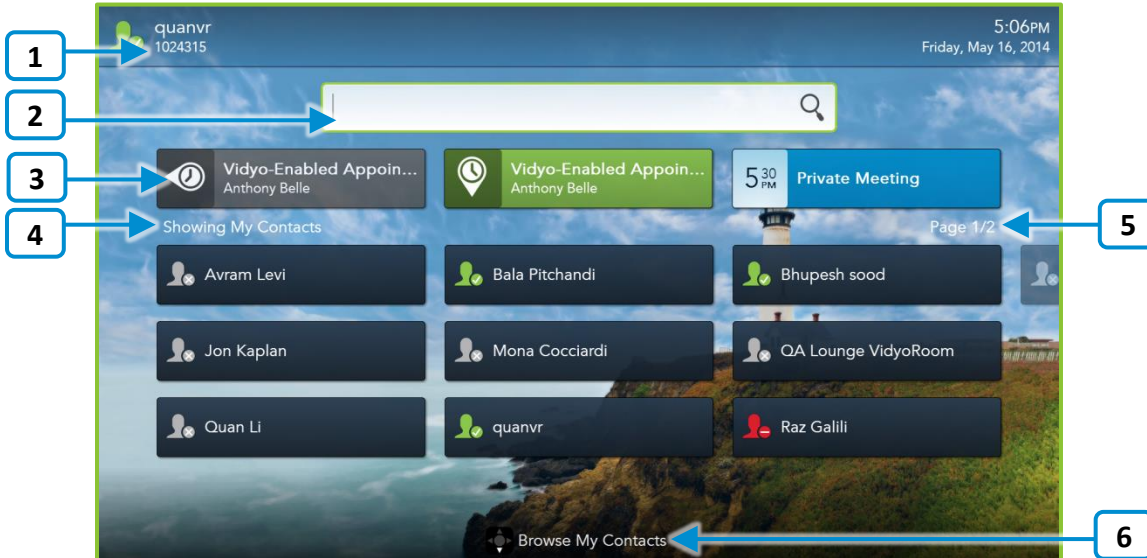 quanvr
1024315
5:06PM
Friday, May 16, 2014
1
2
3
Vidyo-Enabled Appoin...
Anthony Belle
Vidyo-Enabled Appoin...
Anthony Belle
5 30 PM
Private Meeting
4
Showing My Contacts
Page 1/2
5
Avram Levi
Bala Pitchandi
Bhupesh sood
Jon Kaplan
Mona Cocciardi
QA Lounge VidyoRoom
Quan Li
quanvr
Raz Galili
Browse My Contacts
6